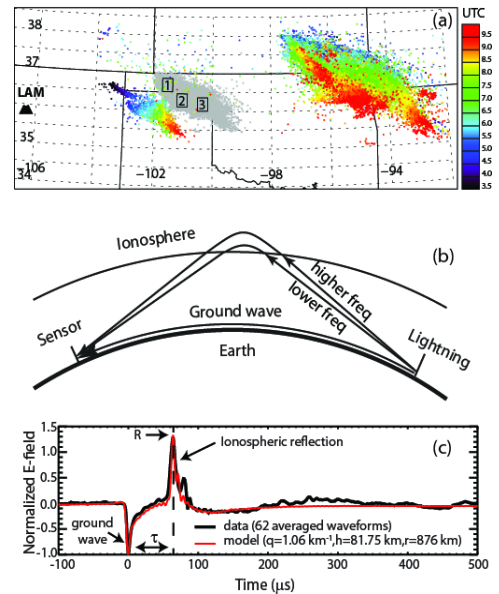 (a)
UTC
38
37
LAM
35
34
-106
-102
-98
-94
9.5
9.0
8.5
8.0
7.5
7.0
6.5
6.0
5.5
5.0
4.5
4.0
3.5
1
2
3
(b)
Ionosphere
higher freq
lower freq
Sensor
Ground wave
Lightning
Earth
(c)
Normalized E-field
1.5
1.0
0.5
0.0
-0.5
-1.0
R
Ionospheric reflection
ground
wave
τ
data (62 averaged waveforms)
model (q=1.06 km⁻¹,h=81.75 km,r=876 km)
-100
0
100
200
300
400
500
Time (μs)